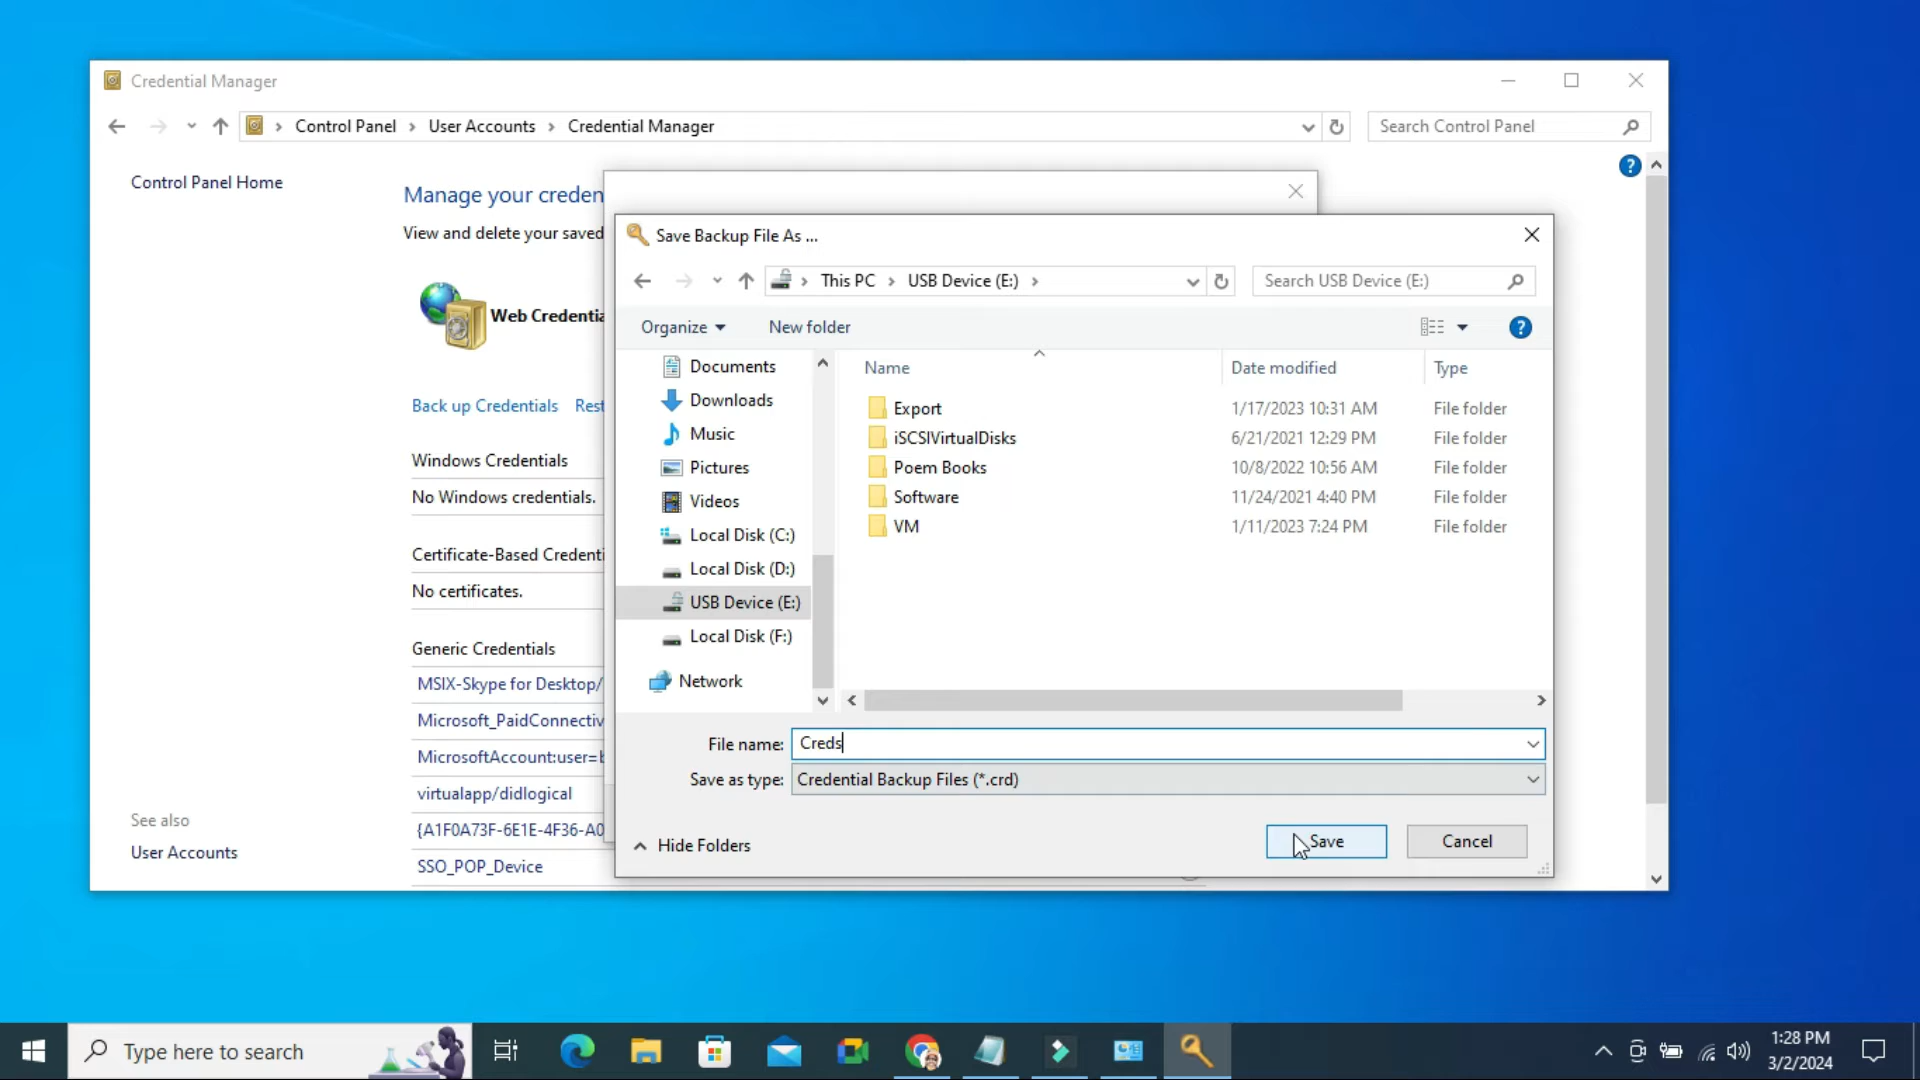 Credential Manager
Control Panel > User Accounts > Credential Manager
Search Control Panel
Control Panel Home
Manage your creden
View and delete your saved
Web Credentia
Back up Credentials Rest
Windows Credentials
No Windows credentials.
Certificate-Based Credenti
No certificates.
Generic Credentials
MSIX-Skype for Desktop/
Microsoft_PaidConnectiv
MicrosoftAccount:user=b
virtualapp/didlogical
{A1F0A73F-6E1E-4F36-A0
SSO_POP_Device
See also
User Accounts
Save Backup File As ...
This PC > USB Device (E:) >
Search USB Device (E:)
Organize New folder
Documents
Downloads
Music
Pictures
Videos
Local Disk (C:)
Local Disk (D:)
USB Device (E:)
Local Disk (F:)
Network
Name Date modified Type
Export 1/17/2023 10:31 AM File folder
iSCSIVirtualDisks 6/21/2021 12:29 PM File folder
Poem Books 10/8/2022 10:56 AM File folder
Software 11/24/2021 4:40 PM File folder
VM 1/11/2023 7:24 PM File folder
File name: Creds
Save as type: Credential Backup Files (*.crd)
Hide Folders
Save Cancel
Type here to search
1:28 PM
3/2/2024